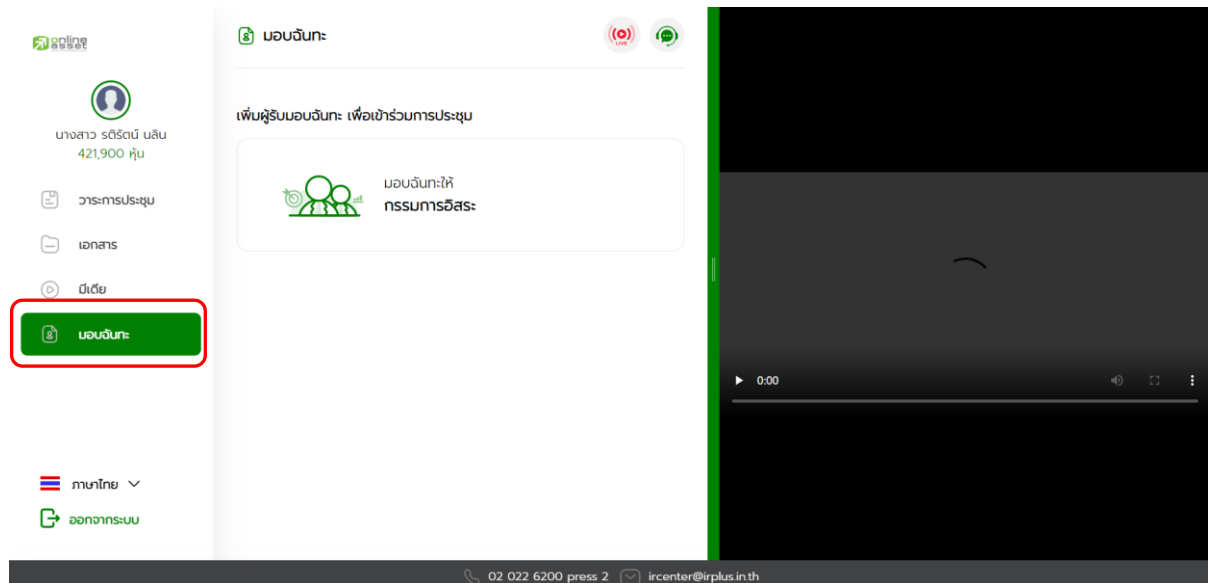 online
asset
นางสาว รติรัตน์ นลิน
421,900 หุ้น
วาระการประชุม
เอกสาร
มีเดีย
มอบฉันทะ
ภาษาไทย
ออกจากระบบ
มอบฉันทะ
LIVE
เพิ่มผู้รับมอบฉันทะ เพื่อเข้าร่วมการประชุม
มอบฉันทะให้
กรรมการอิสระ
0:00
02 022 6200 press 2 ircenter@irplus.in.th